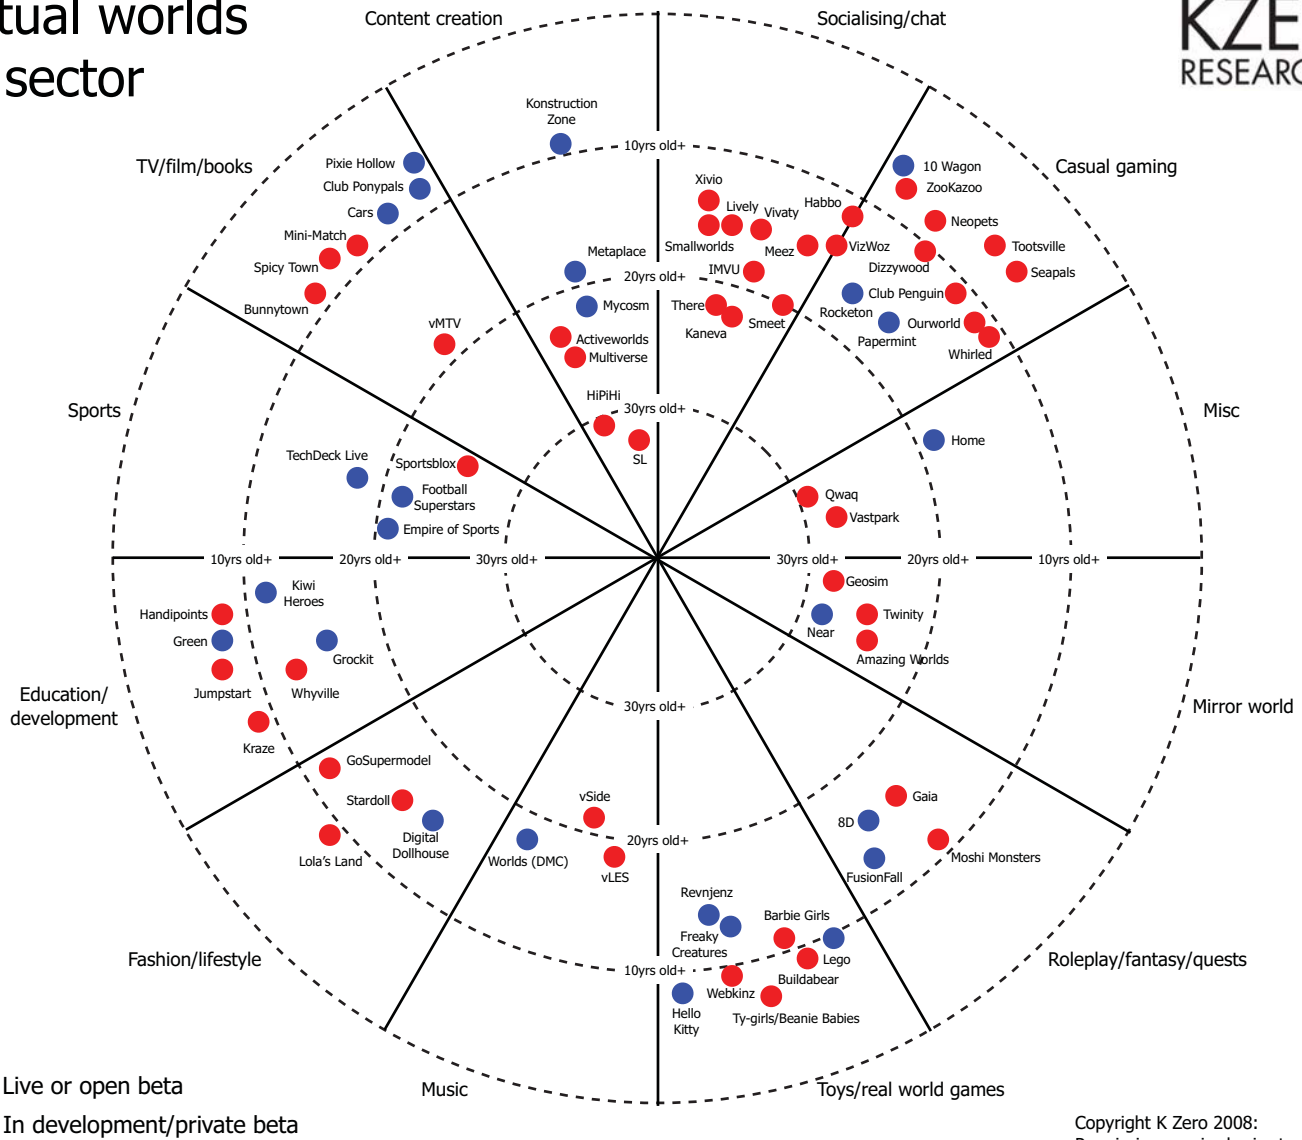 tual worlds
sector
KZE
RESEARC
Content creation
Socialising/chat
TV/film/books
Casual gaming
Sports
Misc
Education/
development
Mirror world
Fashion/lifestyle
Roleplay/fantasy/quests
Music
Toys/real world games
Konstruction
Zone
10yrs old+
Pixie Hollow
Club Ponypals
Cars
Mini-Match
Spicy Town
Bunnytown
vMTV
Metaplace
Mycosm
Activeworlds
Multiverse
HiPiHi
SL
20yrs old+
30yrs old+
Xivio
Lively
Vivaty
Smallworlds
Meez
Habbo
VizWoz
IMVU
There
Kaneva
Smeet
10 Wagon
ZooKazoo
Neopets
Tootsville
Seapals
Dizzywood
Club Penguin
Rocketon
Papermint
Ourworld
Whirled
Home
Qwaq
Vastpark
TechDeck Live
Sportsblox
Football
Superstars
Empire of Sports
10yrs old+
20yrs old+
30yrs old+
30yrs old+
20yrs old+
10yrs old+
Kiwi
Heroes
Handipoints
Green
Grockit
Jumpstart
Whyville
Kraze
Geosim
Near
Twinity
Amazing Worlds
30yrs old+
GoSupermodel
Stardoll
Digital
Dollhouse
Lola's Land
vSide
Worlds (DMC)
vLES
20yrs old+
Gaia
8D
Moshi Monsters
FusionFall
Revnjenz
Freaky
Creatures
Barbie Girls
Lego
Buildabear
10yrs old+
Webkinz
Hello
Kitty
Ty-girls/Beanie Babies
Live or open beta
In development/private beta
Copyright K Zero 2008: